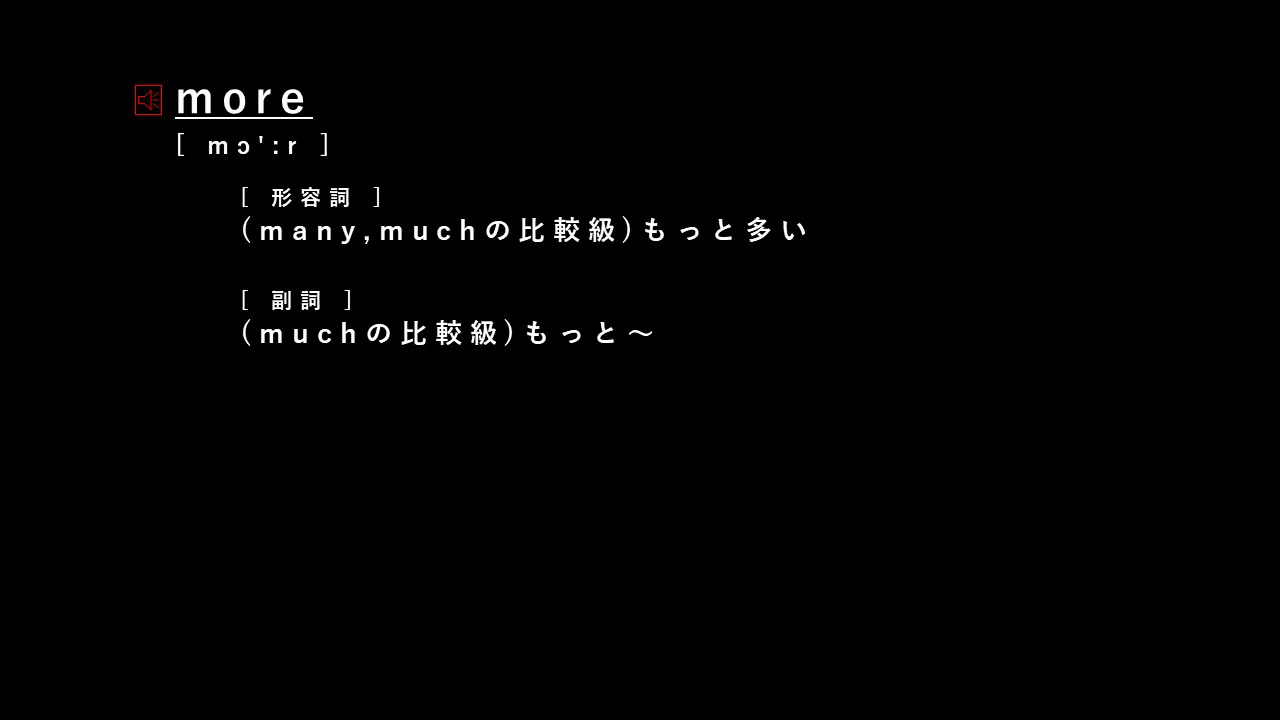 more
[ mɔ':r ]
[ 形容詞 ]
(many,muchの比較級)もっと多い
[ 副詞 ]
(muchの比較級)もっと～